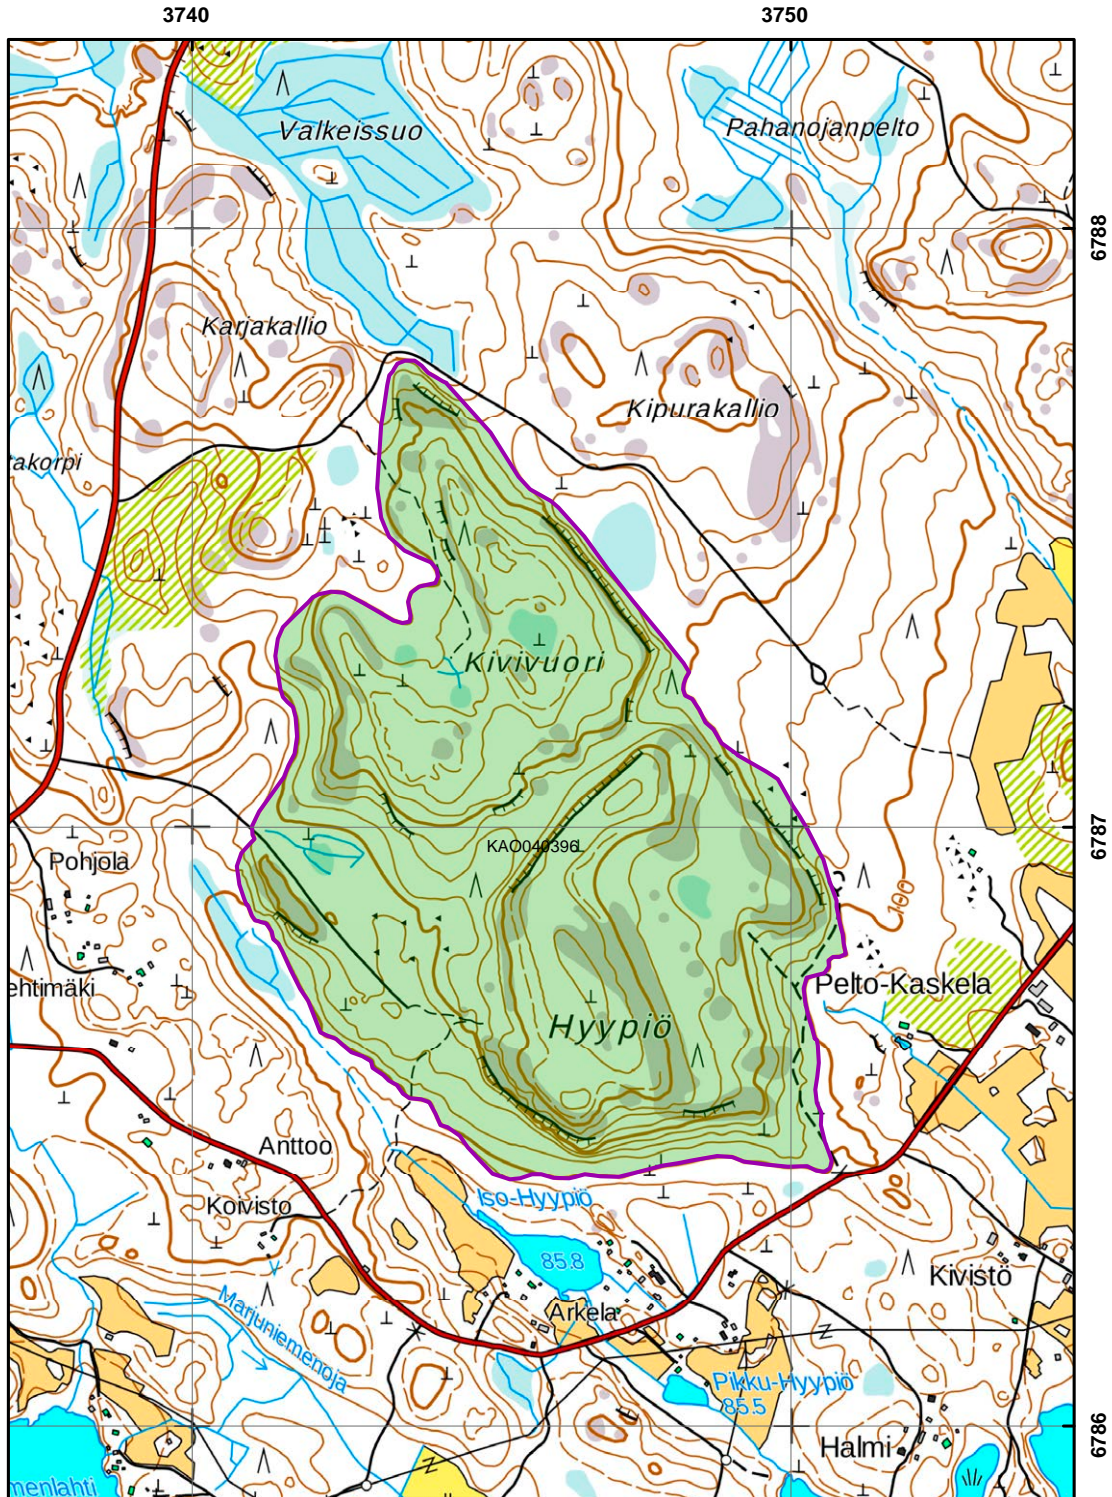 3740 3750
Valkeissuo
Pahanojanpelto
6788
Karjakallio
Kipurakallio
akorpi
Kivivuori
KAO040396
6787
Pohjola
100
ehtimäki
Pelto-Kaskela
Hyypiö
Anttoo
Koivisto
Iso-Hyypiö
85.8
Kivistö
Arkela
Marjuniemenoja
Pikku-Hyypiö
85.5
Halmi
6786
menlahti